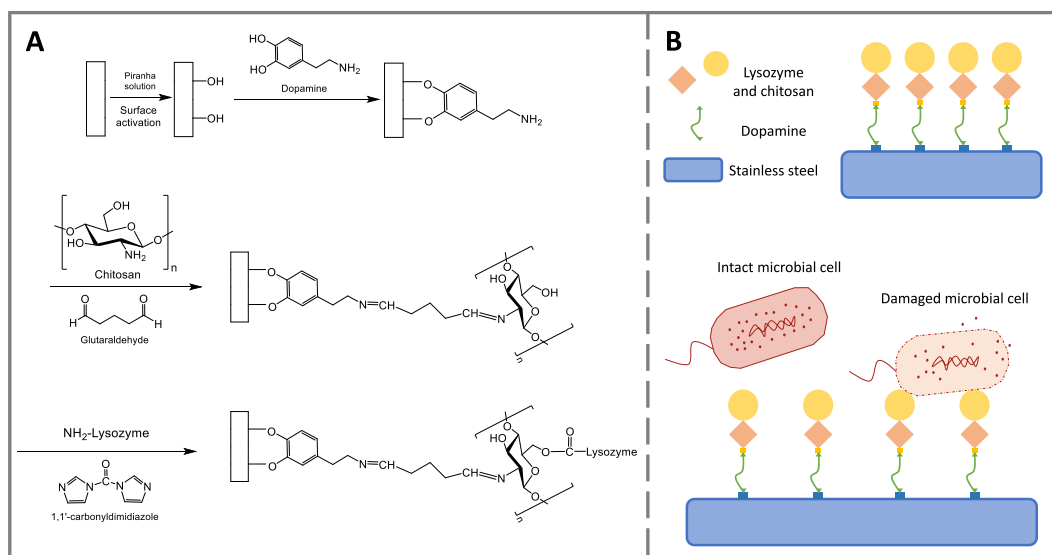 A
Piranha
solution
Surface
activation
OH
OH
HO
HO
NH2
Dopamine
O
O
NH2
OH
O
O
HO
NH2
O
n
Chitosan
O
O
H
H
Glutaraldehyde
O
O
N=CH
CH=N
O
HO
O
OH
O
n
NH2-Lysozyme
O
N
N
N
N
1,1'-carbonyldimidiazole
O
O
N=CH
CH=N
O
HO
O
O
O
C
Lysozyme
O
n
B
Lysozyme
and chitosan
Dopamine
Stainless steel
Intact microbial cell
Damaged microbial cell